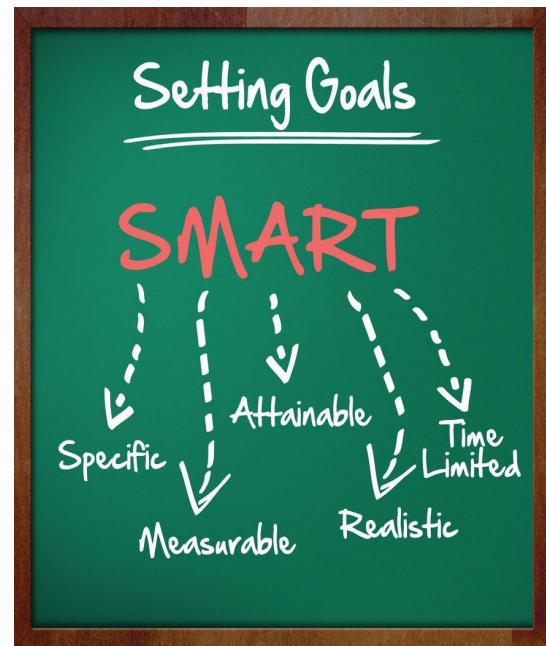 Setting Goals
SMART
Specific
Measurable
Attainable
Realistic
Time
Limited